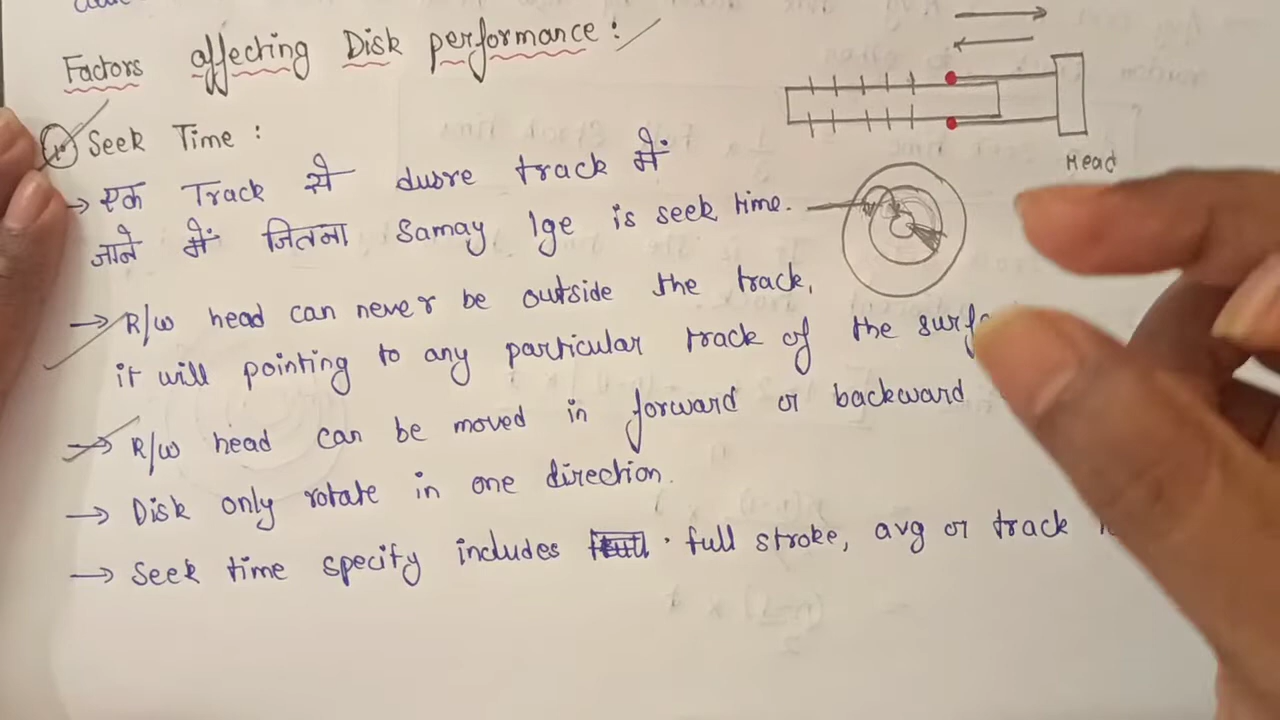 Factors affecting Disk performance :
1. Seek Time :
→ एक Track से dusre track में
जाने में जितना samay lge is seek time.
Head
→ R/W head can never be outside the track,
it will pointing to any particular track of the
→ R/W head can be moved in forward or backward
→ Disk only rotate in one direction.
→ Seek time specify includes full stroke, avg or track